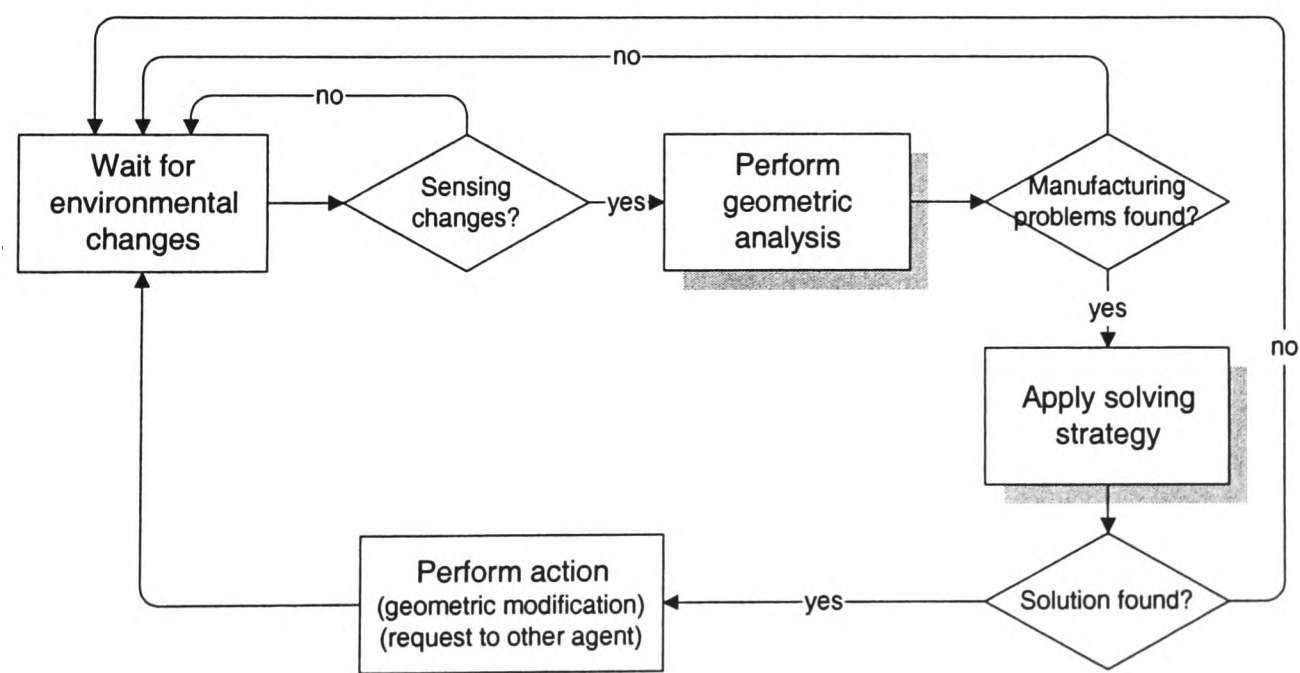 no
no
Wait for
environmental
changes
Sensing
changes?
yes
Perform
geometric
analysis
Manufacturing
problems found?
yes
no
Apply solving
strategy
Solution found?
yes
Perform action
(geometric modification)
(request to other agent)